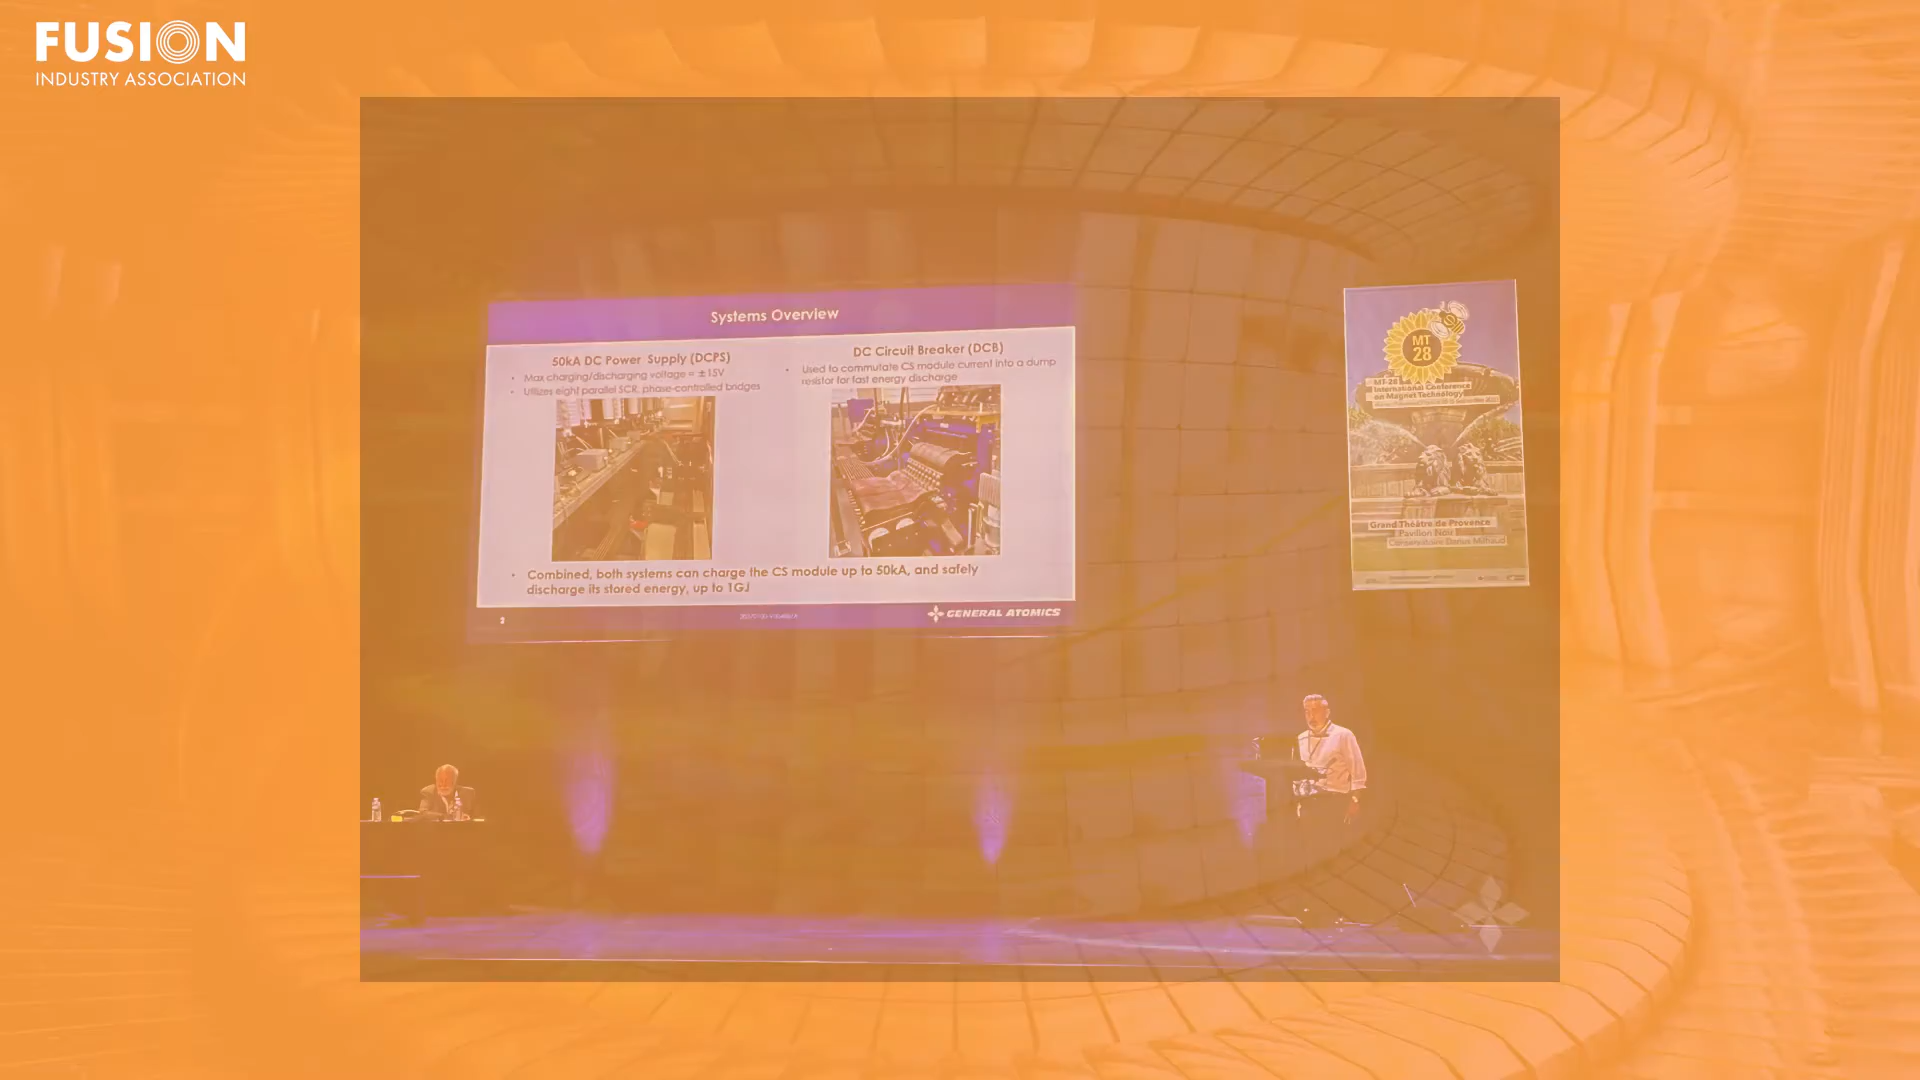 FUSION
INDUSTRY ASSOCIATION
Systems Overview
50kA DC Power Supply (DCPS)
• Max charging/discharging voltage = ±15V
• Utilizes eight parallel SCR, phase-controlled bridges
DC Circuit Breaker (DCB)
• Used to commutate CS module current into a dump
resistor for fast energy discharge
• Combined, both systems can charge the CS module up to 50kA, and safely
discharge its stored energy, up to 1GJ
GENERAL ATOMICS
MT
28
MT-28
International Conference
on Magnet Technology
Grand Théâtre de Provence
Pavillon Noir
Conservatoire Darius Milhaud